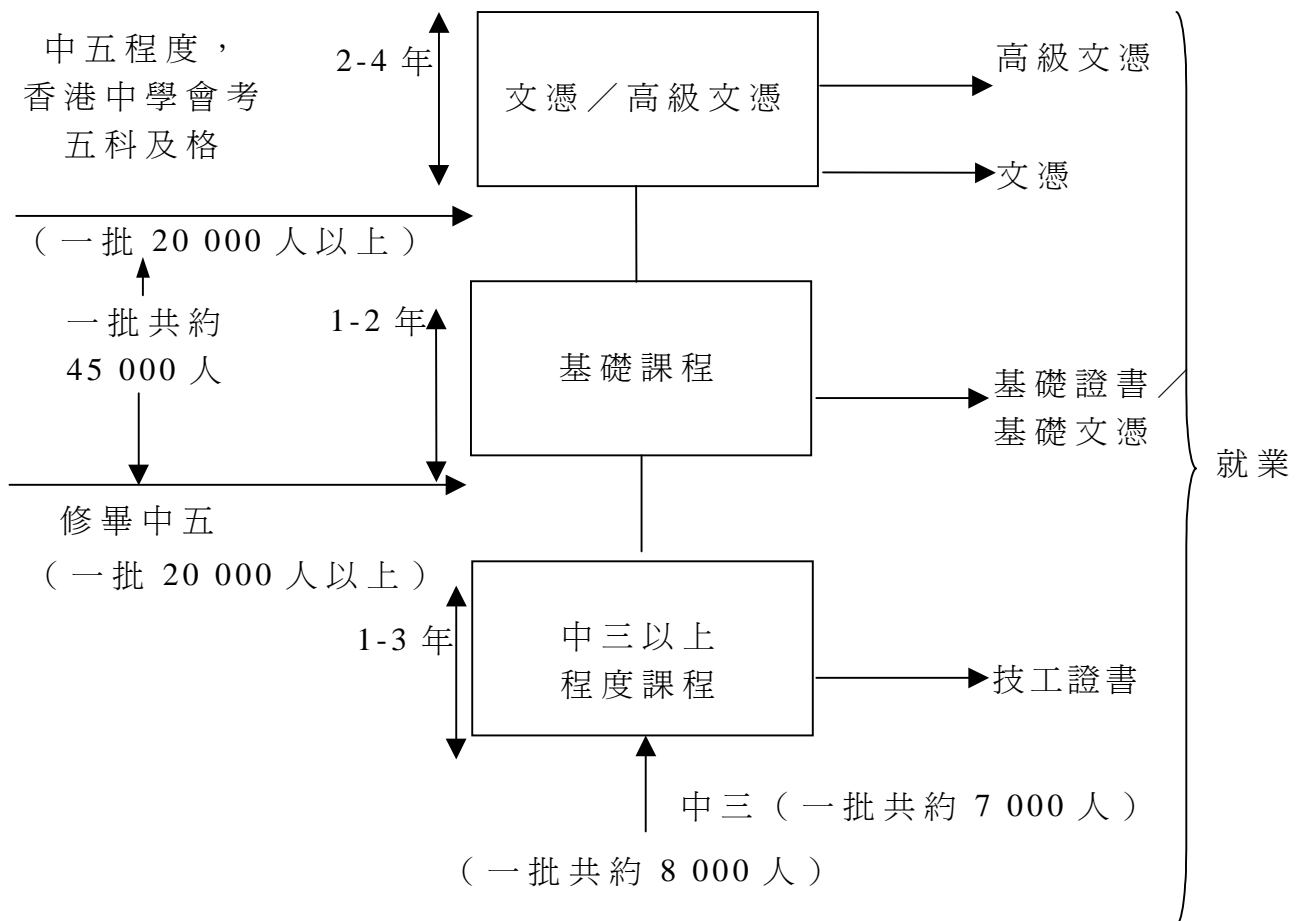 中五程度，
香港中學會考
五科及格
2-4 年
文憑／高級文憑
高級文憑
文憑
（一批 20 000 人以上）
一批共約
45 000 人
1-2 年
基礎課程
基礎證書／
基礎文憑
就業
修畢中五
（一批 20 000 人以上）
1-3 年
中三以上
程度課程
技工證書
中三（一批共約 7 000 人）
（一批共約 8 000 人）